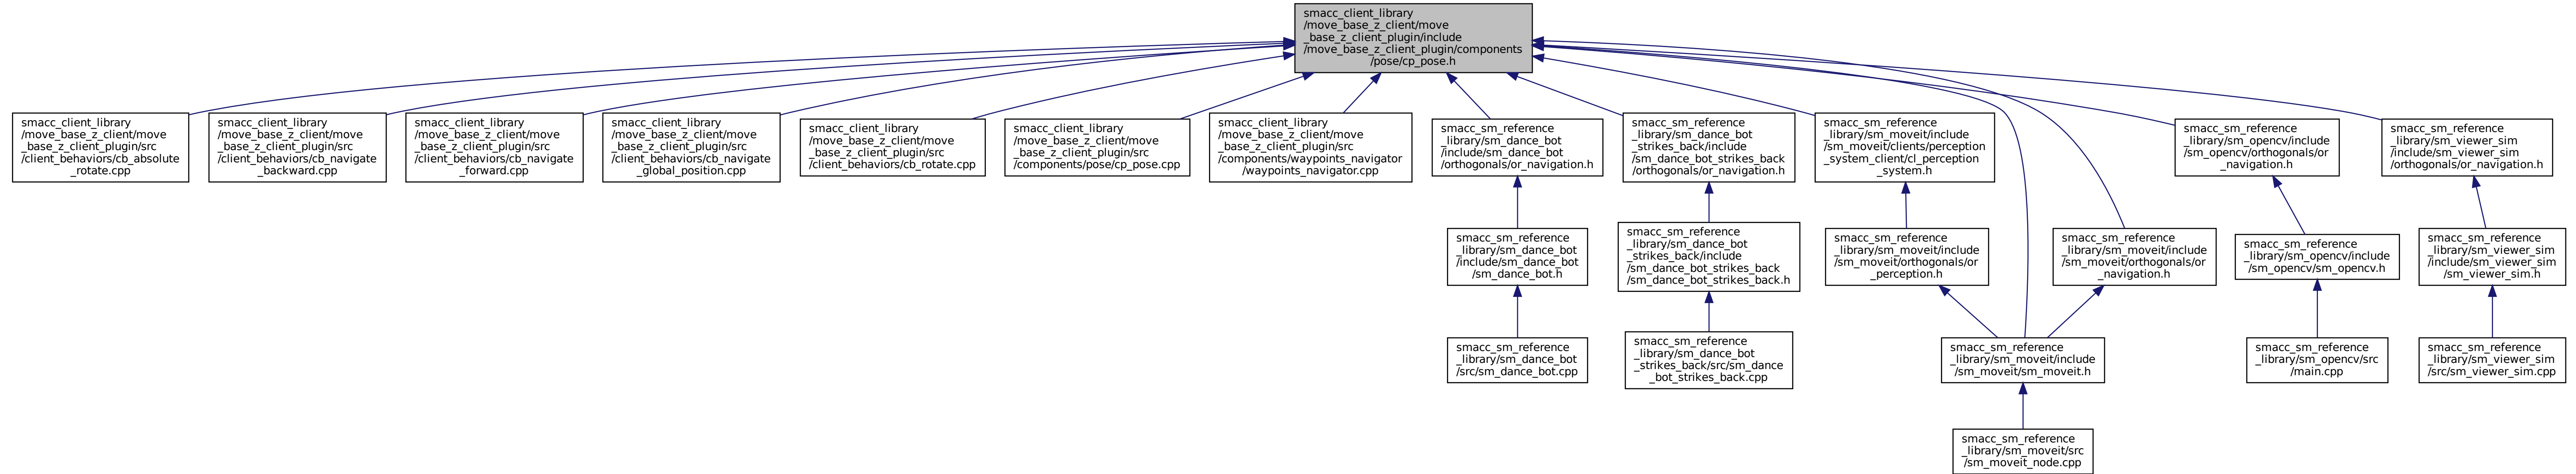 smacc_client_library
/move_base_z_client/move
_base_z_client_plugin/include
/move_base_z_client_plugin/components
/pose/cp_pose.h
smacc_client_library
/move_base_z_client/move
_base_z_client_plugin/src
/client_behaviors/cb_absolute
_rotate.cpp
smacc_client_library
/move_base_z_client/move
_base_z_client_plugin/src
/client_behaviors/cb_navigate
_backward.cpp
smacc_client_library
/move_base_z_client/move
_base_z_client_plugin/src
/client_behaviors/cb_navigate
_forward.cpp
smacc_client_library
/move_base_z_client/move
_base_z_client_plugin/src
/client_behaviors/cb_navigate
_global_position.cpp
smacc_client_library
/move_base_z_client/move
_base_z_client_plugin/src
/client_behaviors/cb_rotate.cpp
smacc_client_library
/move_base_z_client/move
_base_z_client_plugin/src
/components/pose/cp_pose.cpp
smacc_client_library
/move_base_z_client/move
_base_z_client_plugin/src
/components/waypoints_navigator
/waypoints_navigator.cpp
smacc_sm_reference
_library/sm_dance_bot
/include/sm_dance_bot
/orthogonals/or_navigation.h
smacc_sm_reference
_library/sm_dance_bot
_strikes_back/include
/sm_dance_bot_strikes_back
/orthogonals/or_navigation.h
smacc_sm_reference
_library/sm_moveit/include
/sm_moveit/clients/perception
_system_client/cl_perception
_system.h
smacc_sm_reference
_library/sm_opencv/include
/sm_opencv/orthogonals/or
_navigation.h
smacc_sm_reference
_library/sm_viewer_sim
/include/sm_viewer_sim
/orthogonals/or_navigation.h
smacc_sm_reference
_library/sm_dance_bot
/include/sm_dance_bot
/sm_dance_bot.h
smacc_sm_reference
_library/sm_dance_bot
_strikes_back/include
/sm_dance_bot_strikes_back
/sm_dance_bot_strikes_back.h
smacc_sm_reference
_library/sm_moveit/include
/sm_moveit/orthogonals/or
_perception.h
smacc_sm_reference
_library/sm_moveit/include
/sm_moveit/orthogonals/or
_navigation.h
smacc_sm_reference
_library/sm_opencv/include
/sm_opencv/sm_opencv.h
smacc_sm_reference
_library/sm_viewer_sim
/include/sm_viewer_sim
/sm_viewer_sim.h
smacc_sm_reference
_library/sm_dance_bot
/src/sm_dance_bot.cpp
smacc_sm_reference
_library/sm_dance_bot
_strikes_back/src/sm_dance
_bot_strikes_back.cpp
smacc_sm_reference
_library/sm_moveit/include
/sm_moveit/sm_moveit.h
smacc_sm_reference
_library/sm_opencv/src
/main.cpp
smacc_sm_reference
_library/sm_viewer_sim
/src/sm_viewer_sim.cpp
smacc_sm_reference
_library/sm_moveit/src
/sm_moveit_node.cpp